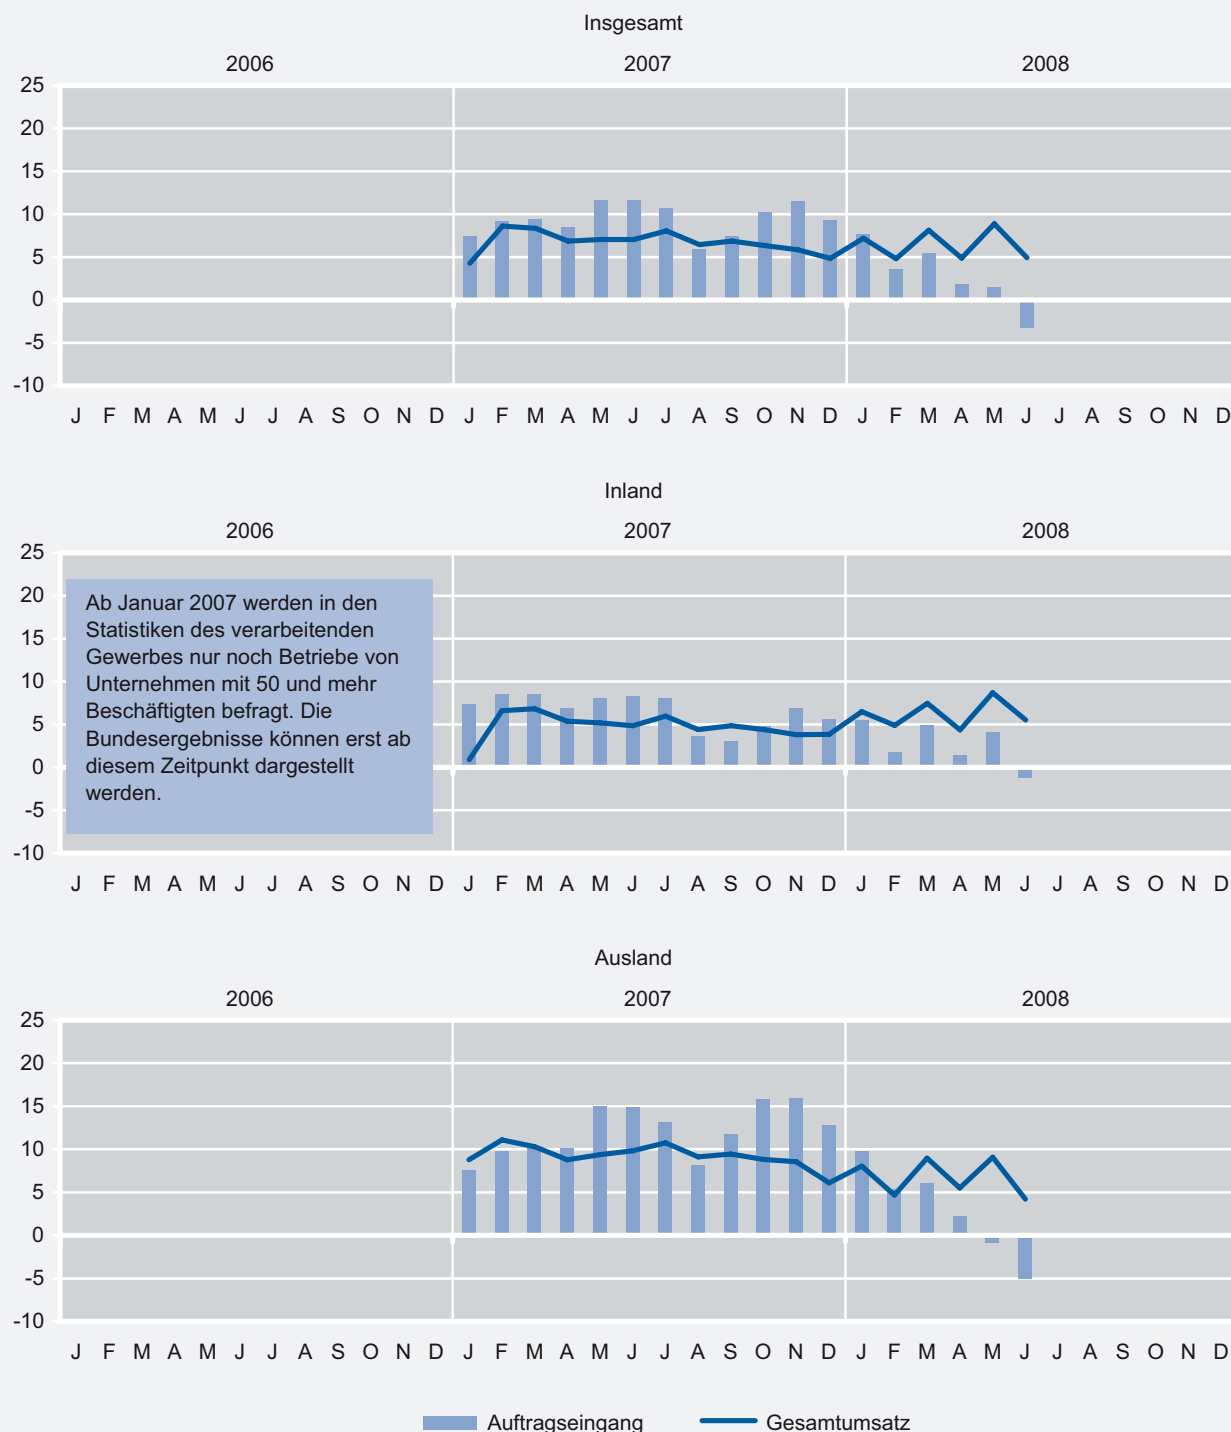 Insgesamt
2006 2007 2008
25
20
15
10
5
0
-5
-10
J F M A M J J A S O N D J F M A M J J A S O N D J F M A M J J A S O N D
Inland
2006 2007 2008
25
20
15
10
5
0
-5
-10
Ab Januar 2007 werden in den
Statistiken des verarbeitenden
Gewerbes nur noch Betriebe von
Unternehmen mit 50 und mehr
Beschäftigten befragt. Die
Bundesergebnisse können erst ab
diesem Zeitpunkt dargestellt
werden.
J F M A M J J A S O N D J F M A M J J A S O N D J F M A M J J A S O N D
Ausland
2006 2007 2008
25
20
15
10
5
0
-5
-10
J F M A M J J A S O N D J F M A M J J A S O N D J F M A M J J A S O N D
Auftragseingang Gesamtumsatz